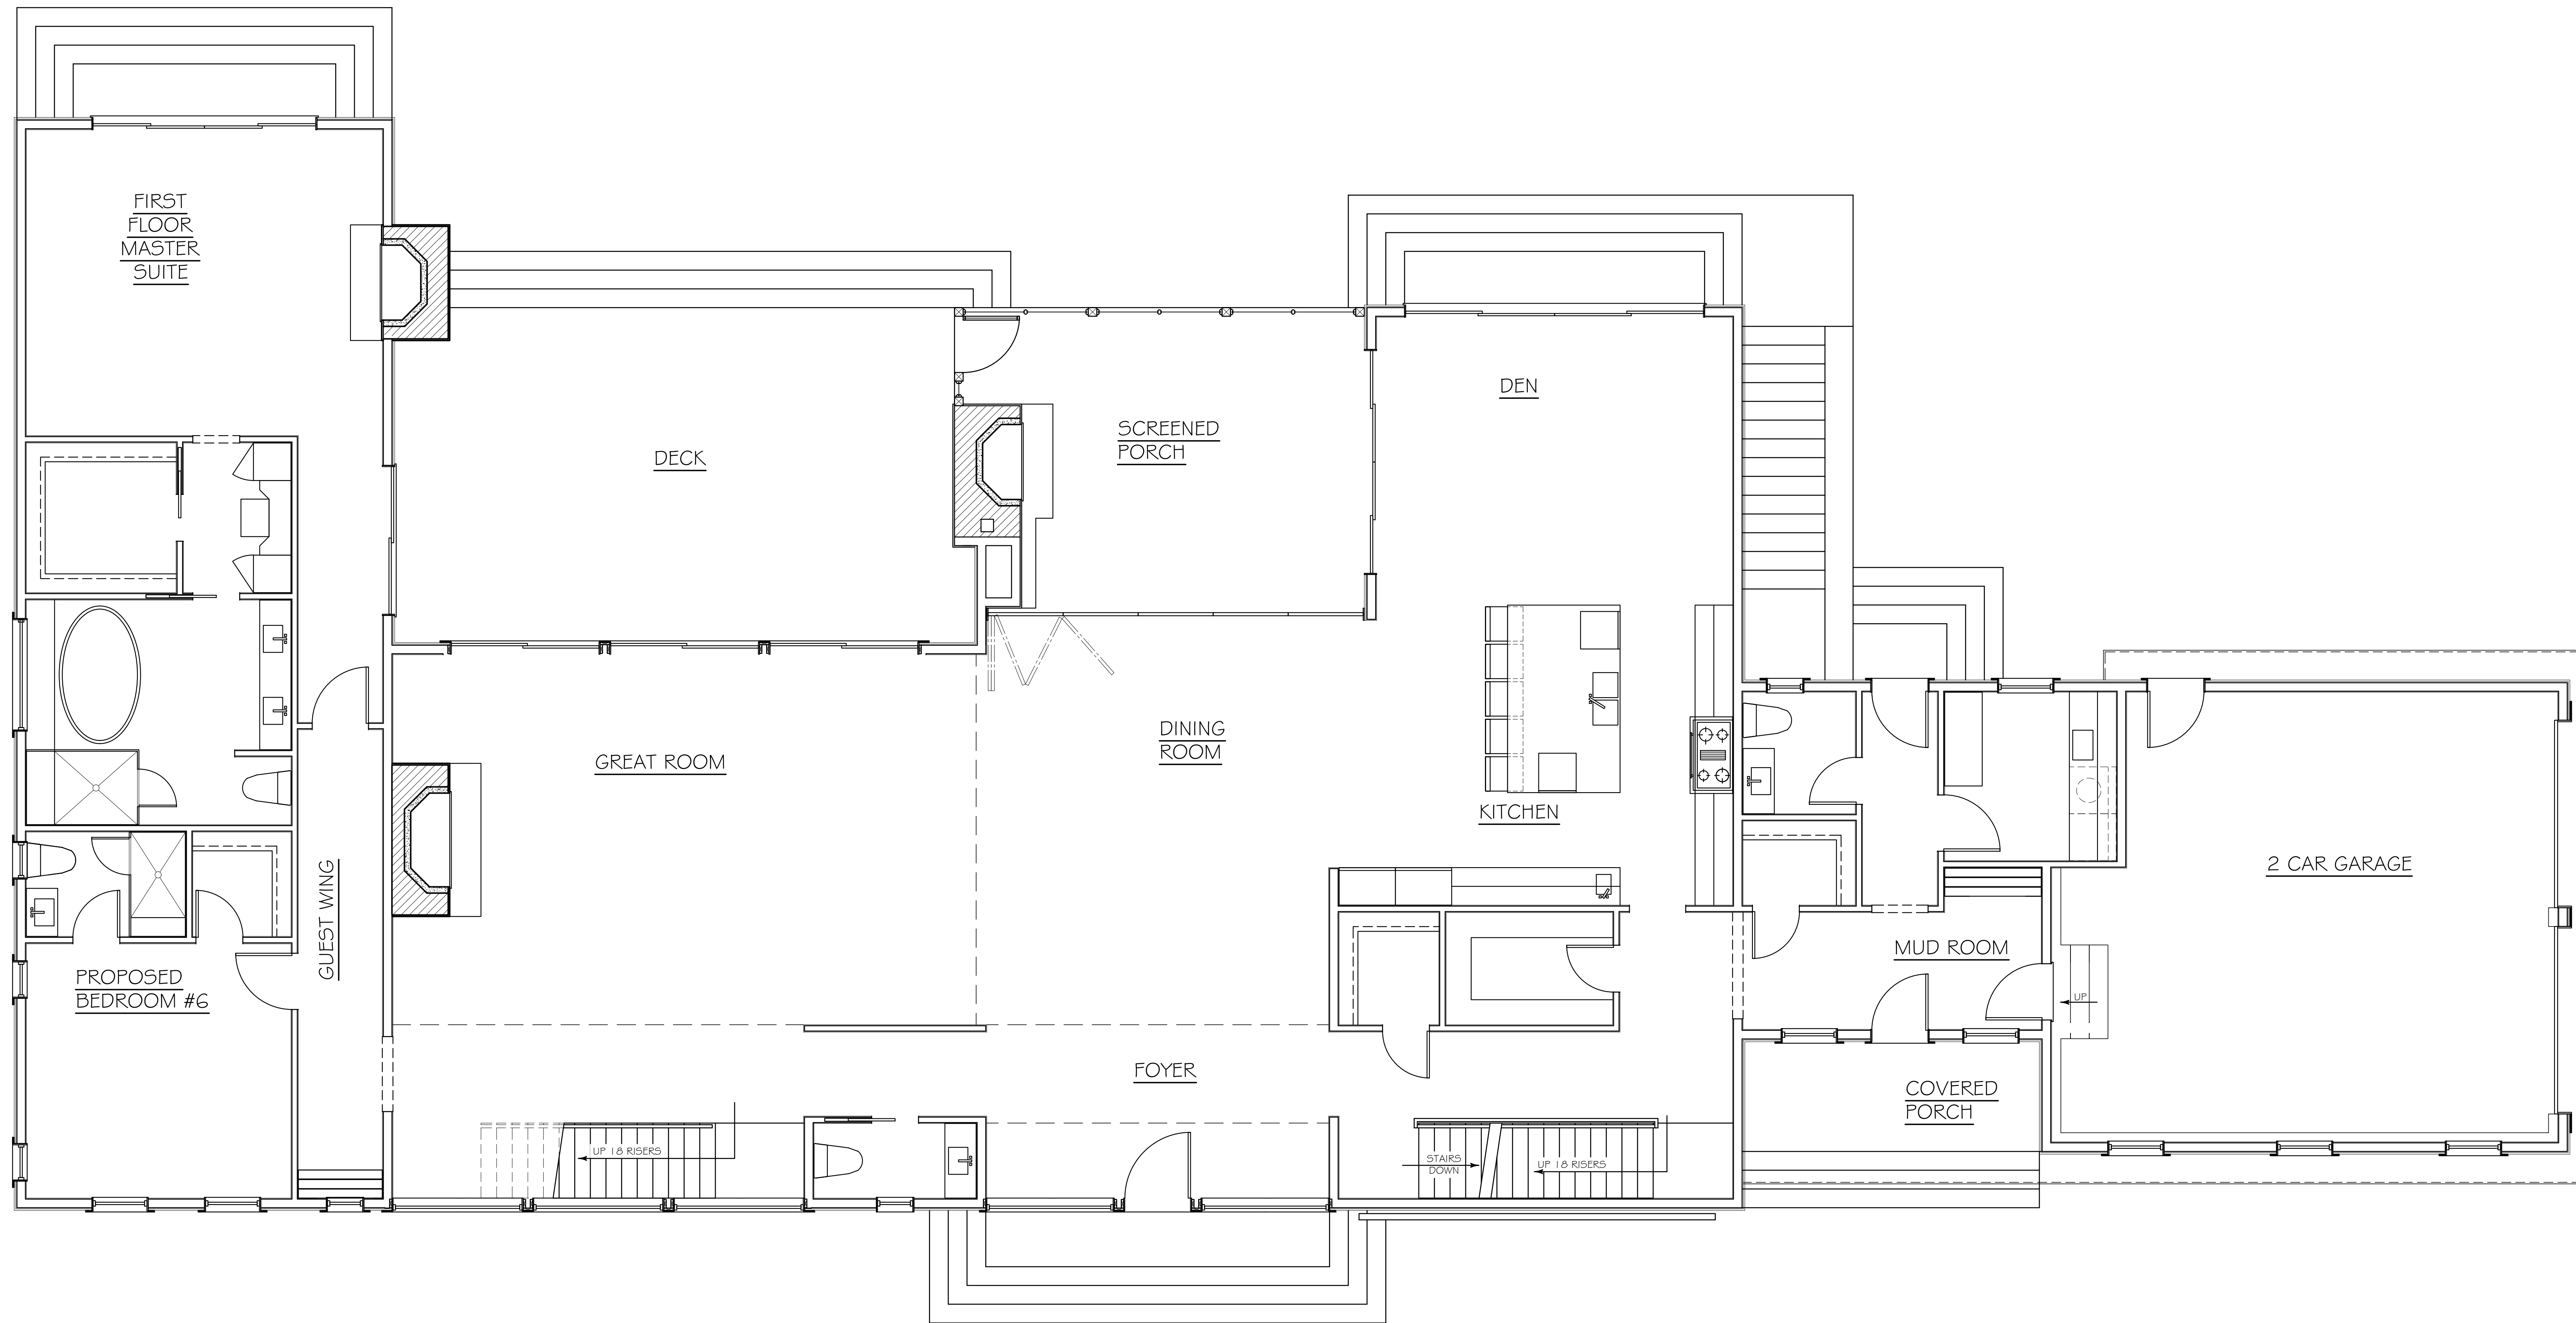 FIRST
FLOOR
MASTER
SUITE
DECK
SCREENED
PORCH
DEN
GREAT ROOM
DINING
ROOM
KITCHEN
2 CAR GARAGE
GUEST WING
PROPOSED
BEDROOM #6
MUD ROOM
UP
FOYER
COVERED
PORCH
UP 18 RISERS
STAIRS
DOWN
UP 18 RISERS